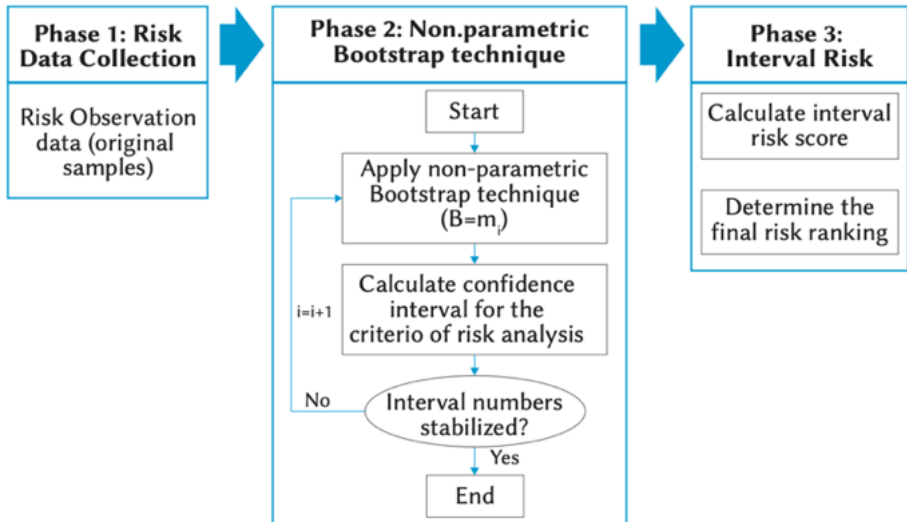 Phase 1: Risk
Data Collection
Risk Observation
data (original
samples)
Phase 2: Non.parametric
Bootstrap technique
Start
Apply non-parametric
Bootstrap technique
(B=mi)
Calculate confidence
interval for the
criterio of risk analysis
i=i+1
No
Interval numbers
stabilized?
Yes
End
Phase 3:
Interval Risk
Calculate interval
risk score
Determine the
final risk ranking